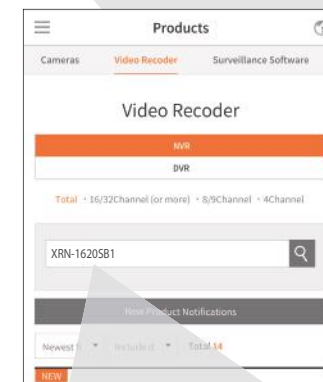 Products
Cameras Video Recoder Surveillance Software
Video Recoder
NVR
DVR
Total • 16/32Channel (or more) • 8/9Channel • 4Channel
XRN-1620SB1
New Product Notifications
Newest Include d Total 14
NEW